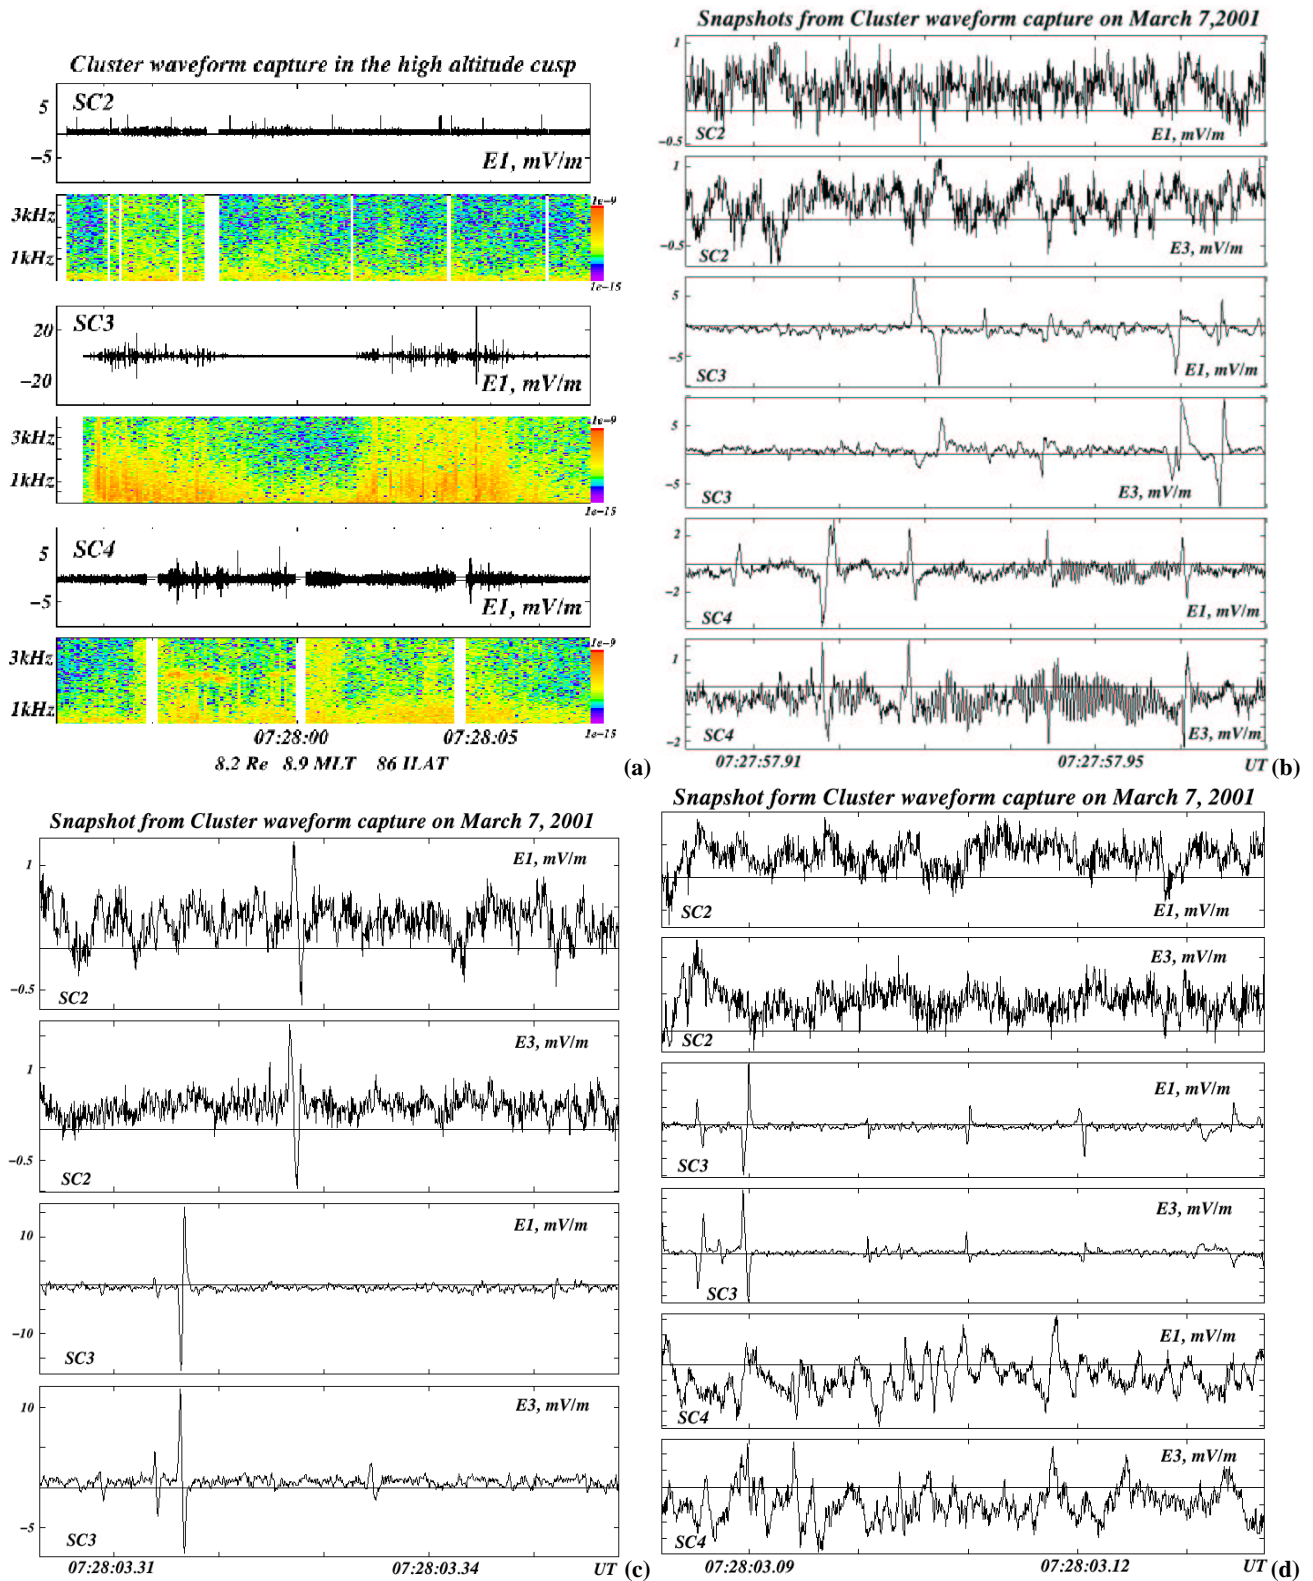 Cluster waveform capture in the high altitude cusp
SC2
5
−5
E1, mV/m
3kHz
1kHz
1e−9
1e−15
SC3
20
−20
E1, mV/m
3kHz
1kHz
1e−9
1e−15
SC4
5
−5
E1, mV/m
3kHz
1kHz
1e−9
1e−15
07:28:00
07:28:05
8.2 Re 8.9 MLT 86 ILAT
(a)
Snapshots from Cluster waveform capture on March 7,2001
1
−0.5
SC2
E1, mV/m
1
−0.5
SC2
E3, mV/m
5
−5
SC3
E1, mV/m
5
−5
SC3
E3, mV/m
2
−2
SC4
E1, mV/m
1
−2
SC4
E3, mV/m
07:27:57.91
07:27:57.95
UT
(b)
Snapshot from Cluster waveform capture on March 7, 2001
E1, mV/m
1
−0.5
SC2
E3, mV/m
1
−0.5
SC2
E1, mV/m
10
−10
SC3
E3, mV/m
10
−5
SC3
07:28:03.31
07:28:03.34
UT
(c)
Snapshot form Cluster waveform capture on March 7, 2001
SC2
E1, mV/m
E3, mV/m
SC2
E1, mV/m
SC3
E3, mV/m
SC3
E1, mV/m
SC4
E3, mV/m
SC4
07:28:03.09
07:28:03.12
UT
(d)